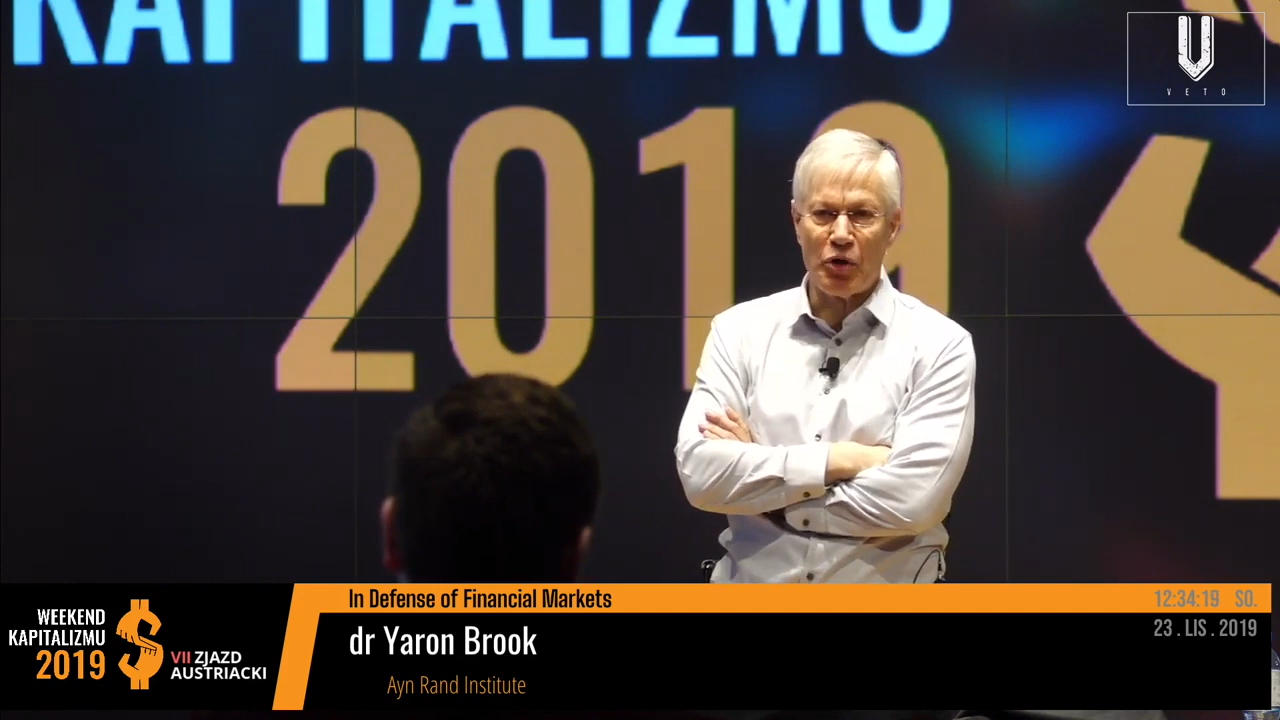 KAPITALIZMU
2019
V E T O
In Defense of Financial Markets
12:34:19 SO.
dr Yaron Brook
23 . LIS . 2019
Ayn Rand Institute
WEEKEND
KAPITALIZMU
2019
VII ZJAZD
AUSTRIACKI